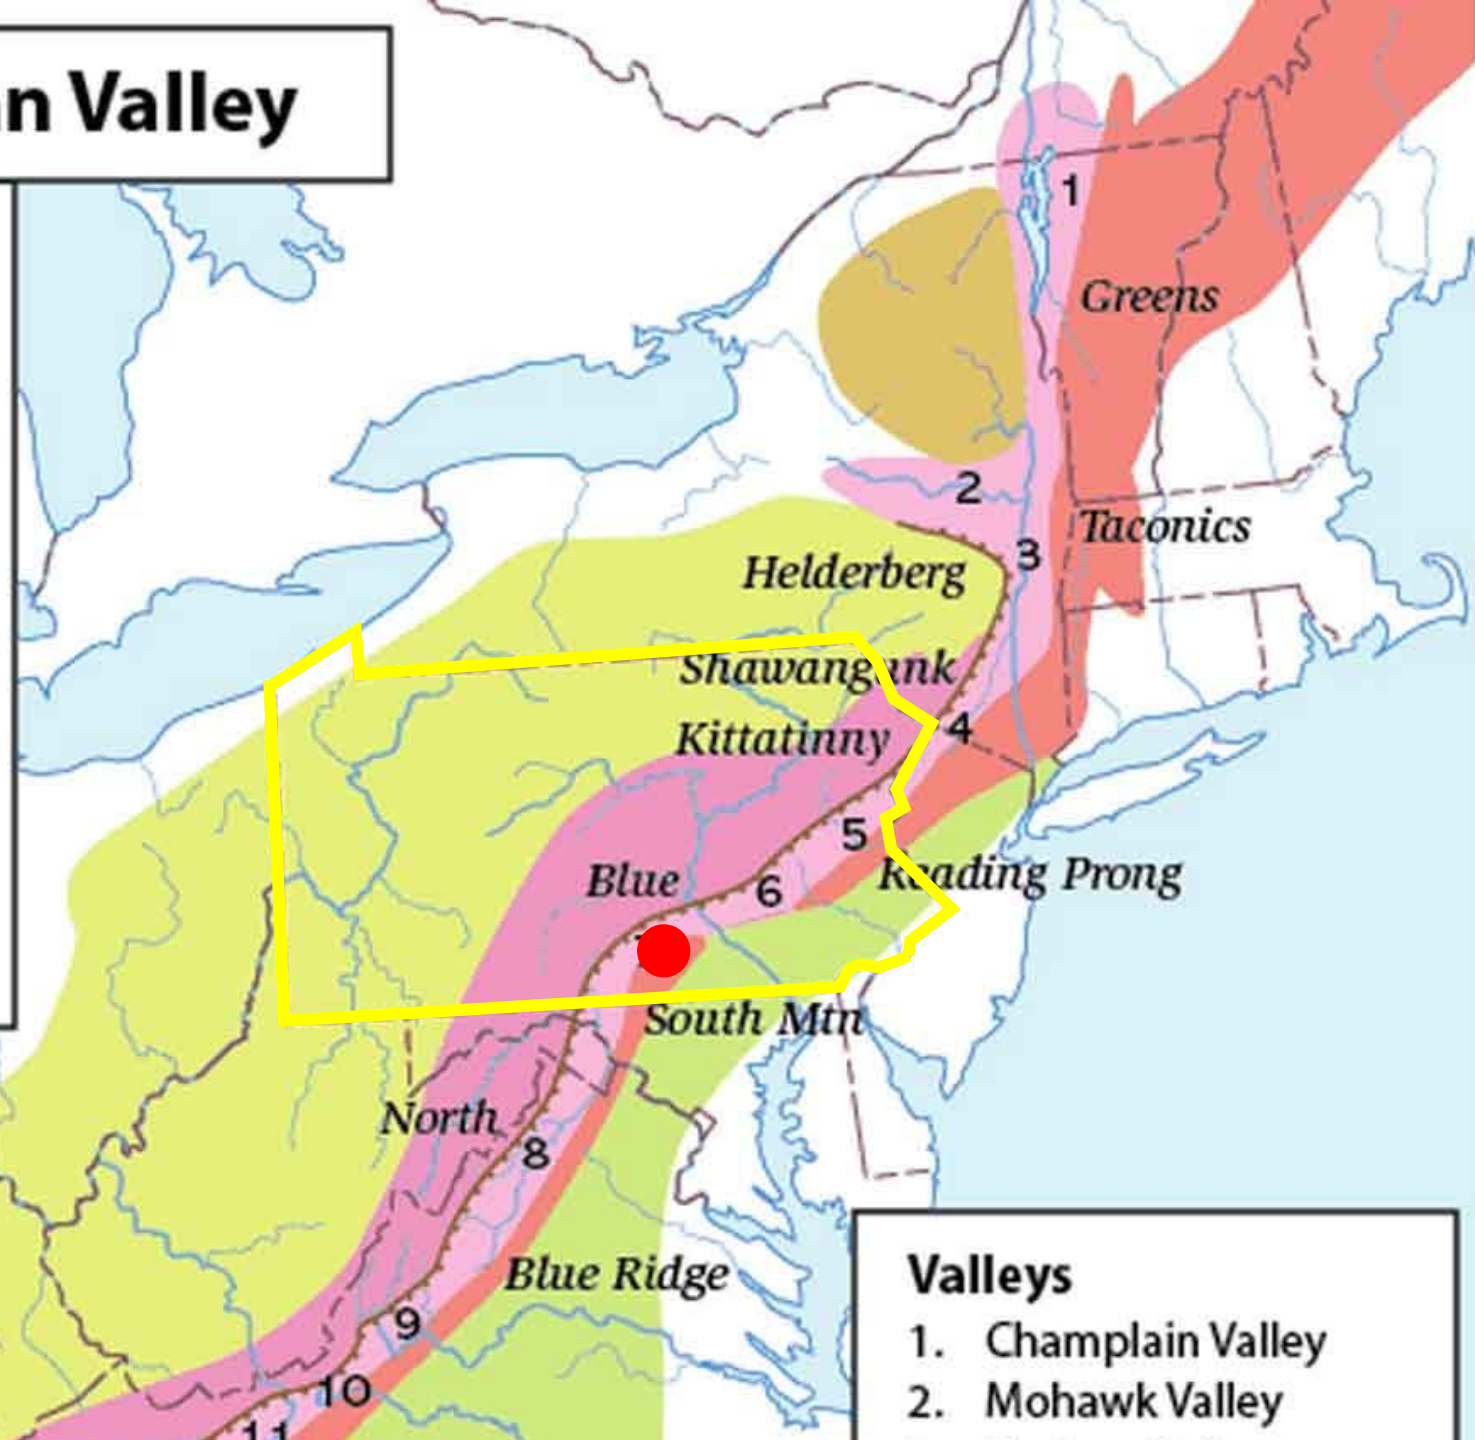 n Valley
1
Greens
2
Taconics
3
Helderberg
Shawangunk
4
Kittatinny
5
Reading Prong
Blue
6
South Mtn
North
8
Blue Ridge
9
10
11
Valleys
1. Champlain Valley
2. Mohawk Valley